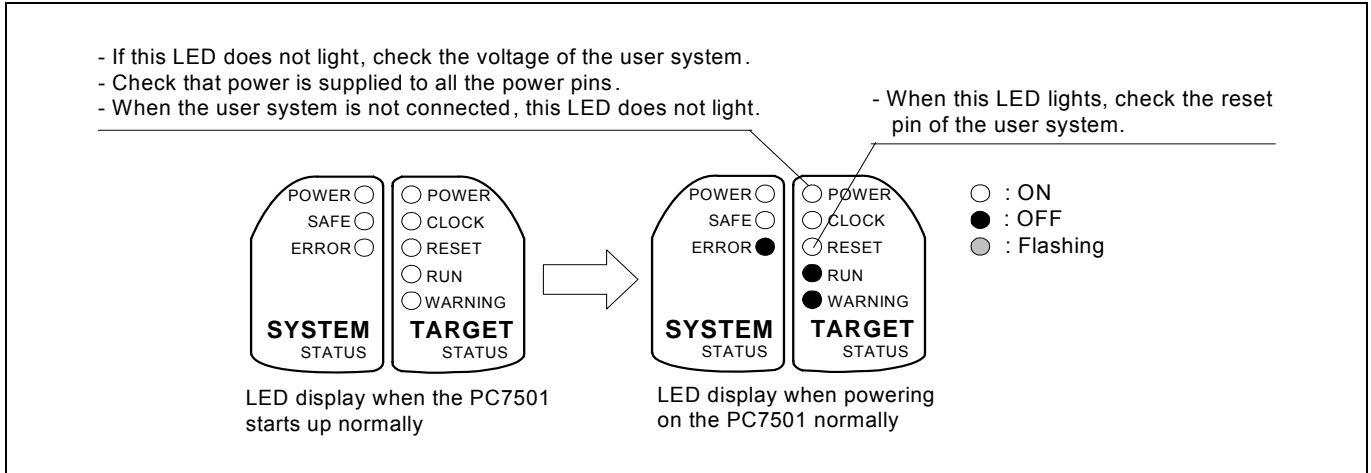 - If this LED does not light, check the voltage of the user system.
- Check that power is supplied to all the power pins.
- When the user system is not connected, this LED does not light.
- When this LED lights, check the reset
pin of the user system.
POWER
SAFE
ERROR
SYSTEM
STATUS
POWER
CLOCK
RESET
RUN
WARNING
TARGET
STATUS
LED display when the PC7501
starts up normally
POWER
SAFE
ERROR
SYSTEM
STATUS
POWER
CLOCK
RESET
RUN
WARNING
TARGET
STATUS
LED display when powering
on the PC7501 normally
: ON
: OFF
: Flashing